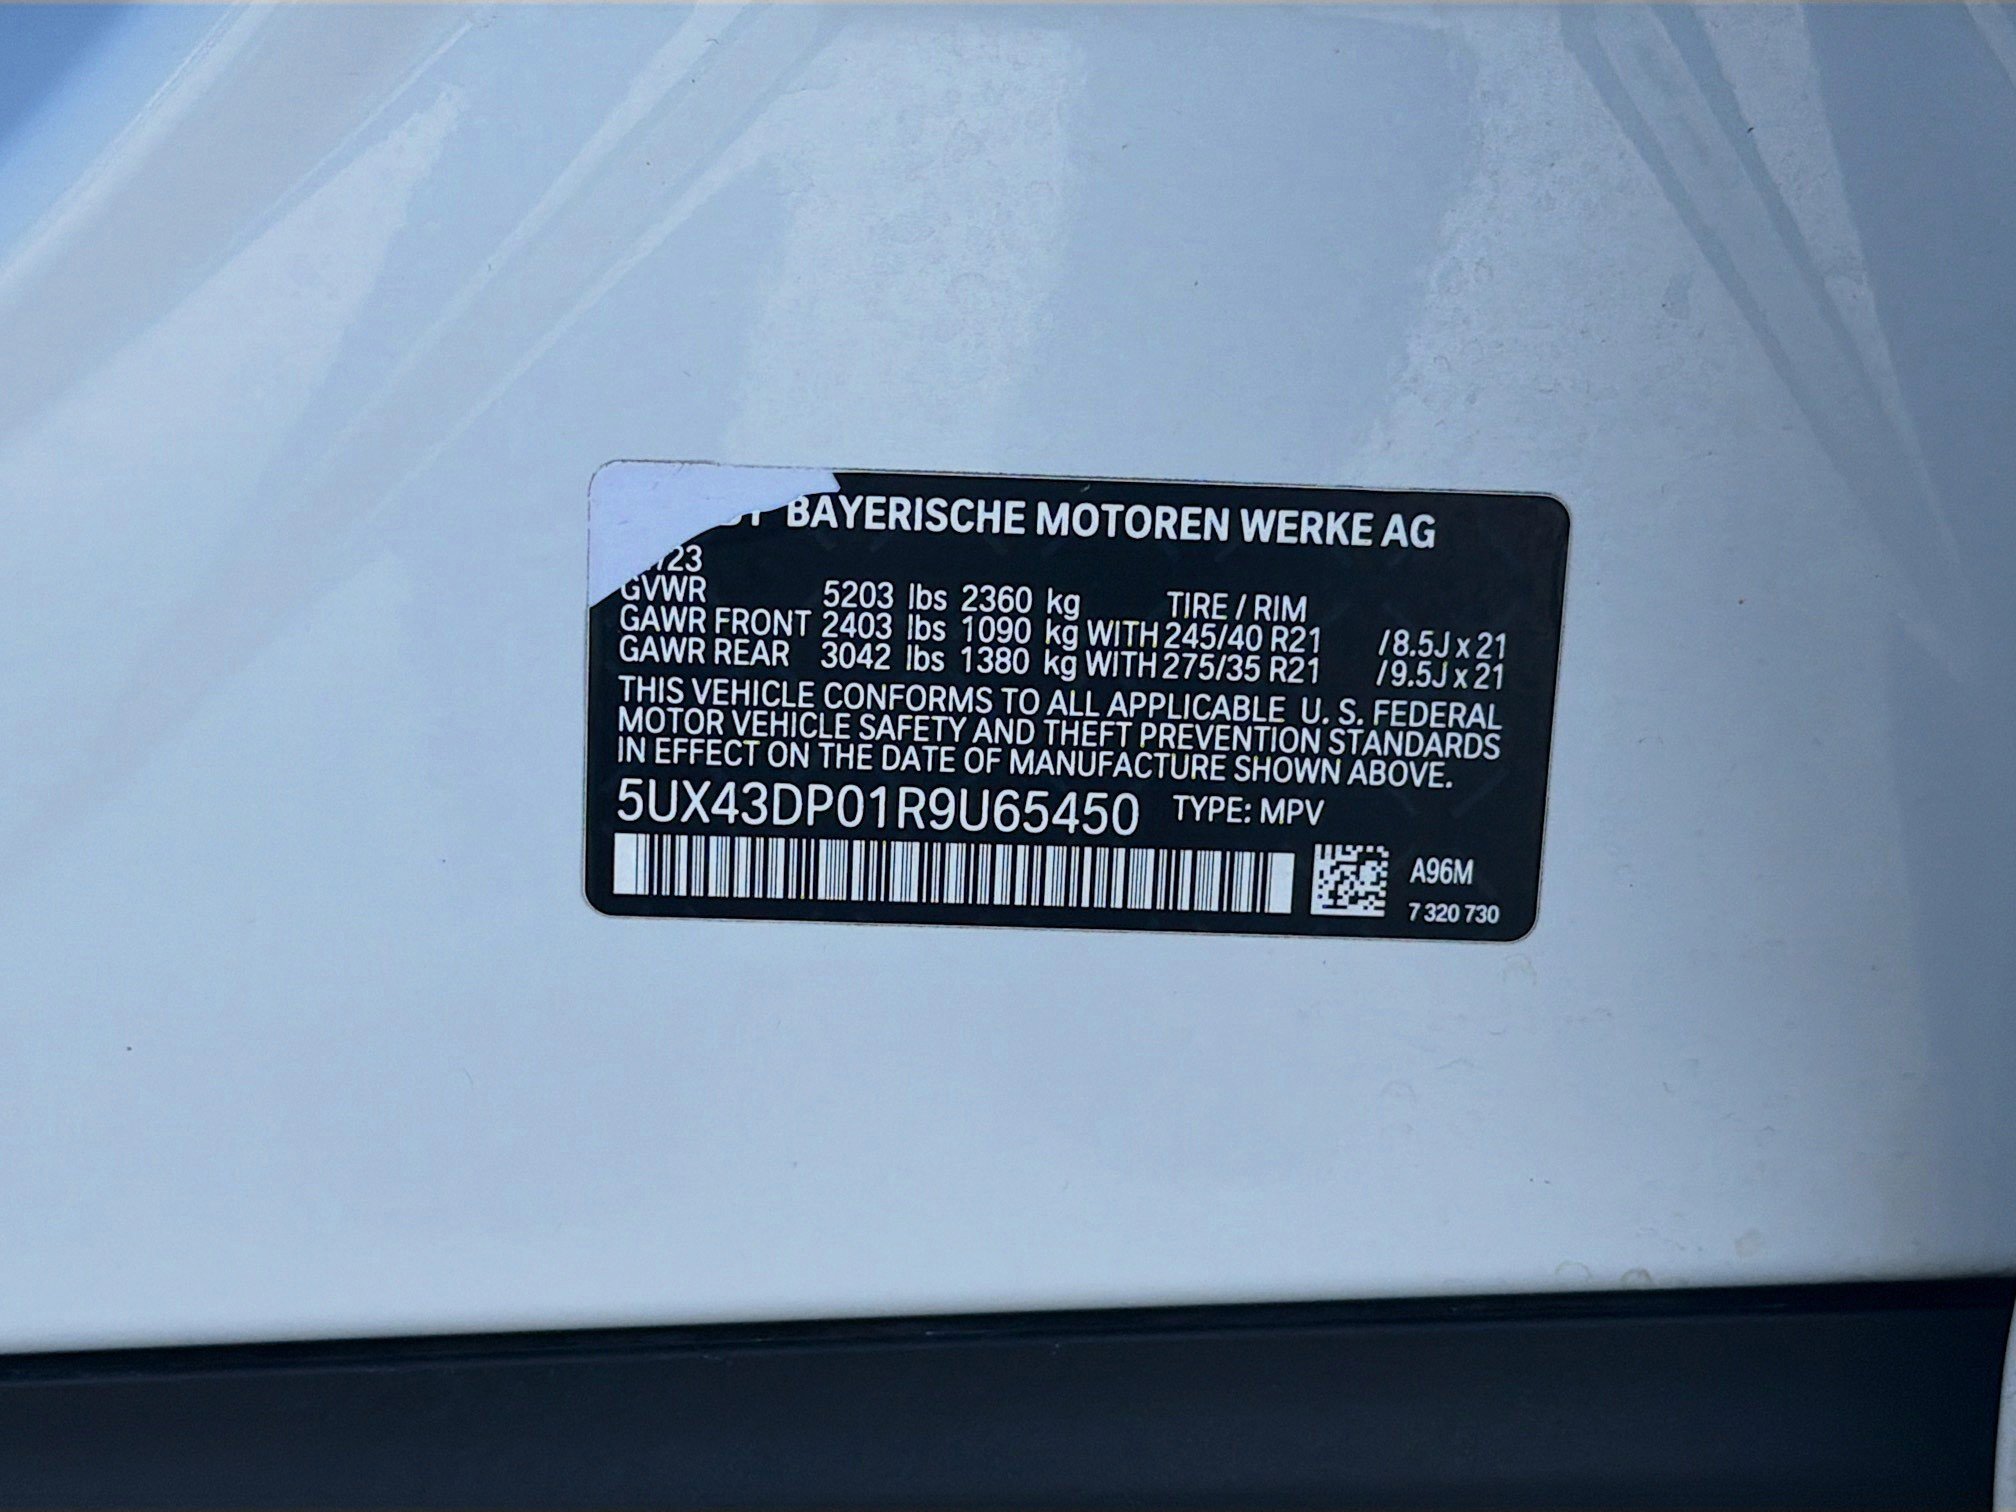 BAYERISCHE MOTOREN WERKE AG
/23
GVWR 5203 lbs 2360 kg TIRE / RIM
GAWR FRONT 2403 lbs 1090 kg WITH 245/40 R21 /8.5J x 21
GAWR REAR 3042 lbs 1380 kg WITH 275/35 R21 /9.5J x 21
THIS VEHICLE CONFORMS TO ALL APPLICABLE U. S. FEDERAL
MOTOR VEHICLE SAFETY AND THEFT PREVENTION STANDARDS
IN EFFECT ON THE DATE OF MANUFACTURE SHOWN ABOVE.
5UX43DP01R9U65450 TYPE: MPV
A96M
7 320 730